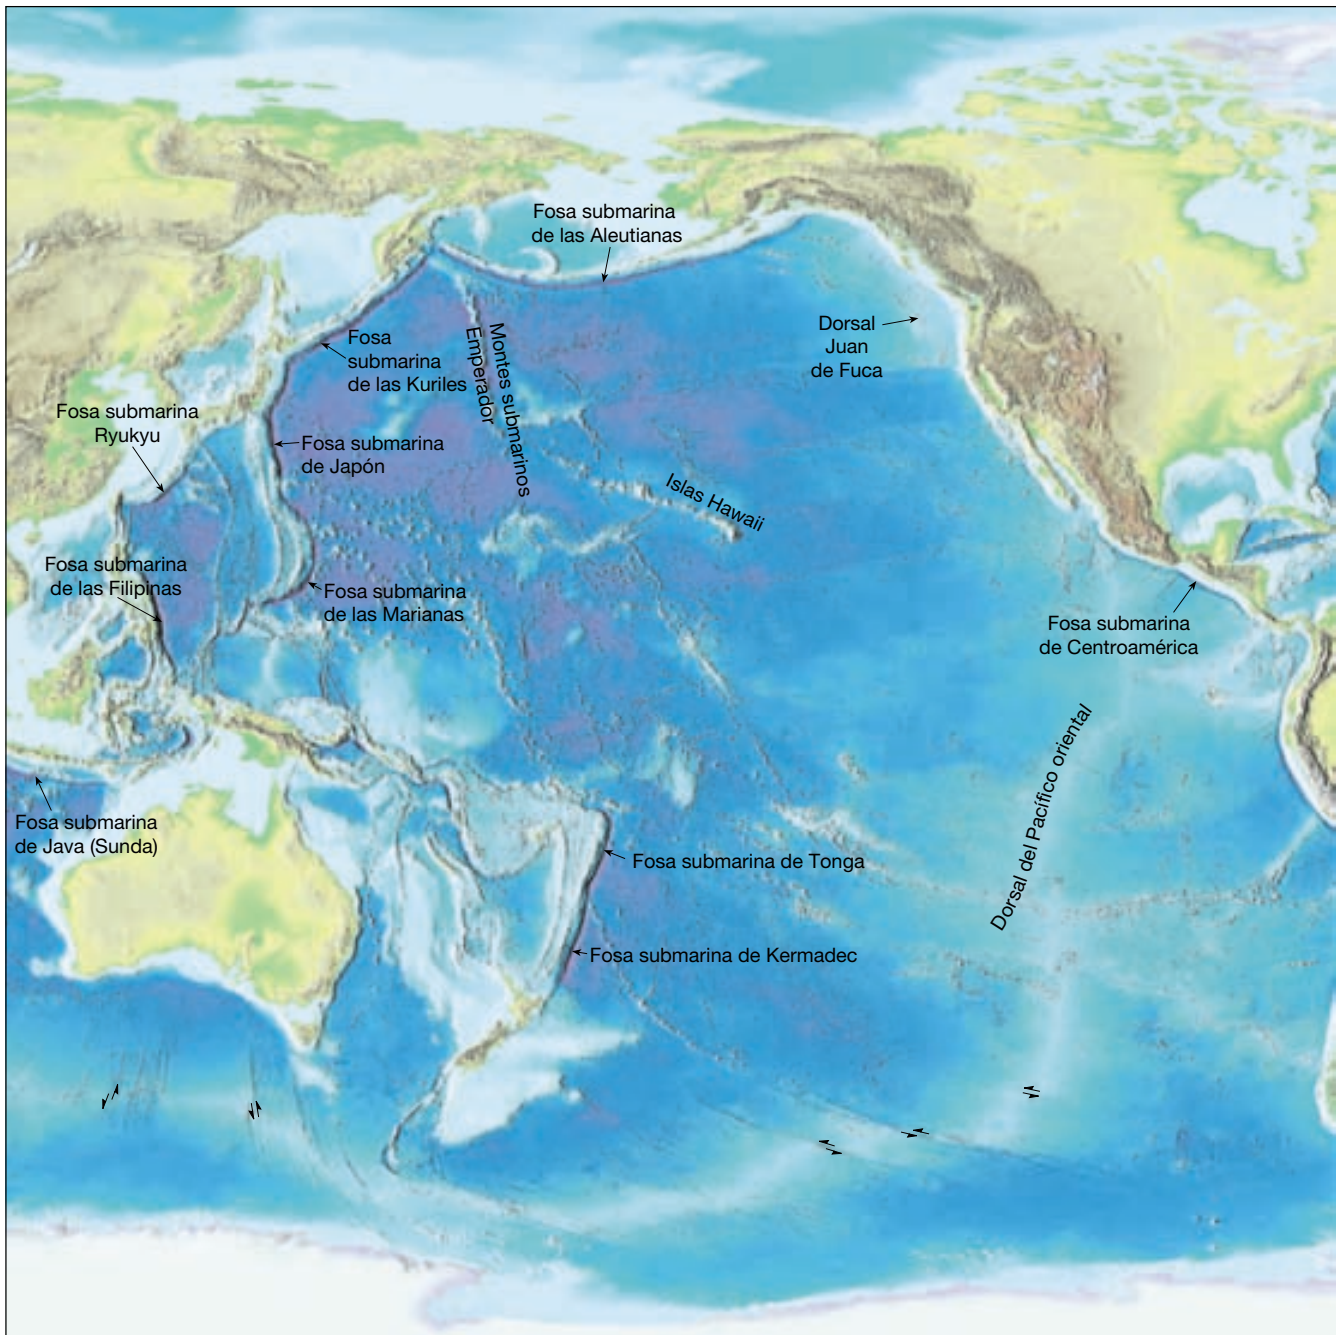 Fosa submarina
de las Aleutianas
Dorsal
Juan
de Fuca
Fosa
submarina
de las Kuriles
Montes submarinos
Emperador
Fosa submarina
Ryukyu
Fosa submarina
de Japón
Islas Hawaii
Fosa submarina
de las Filipinas
Fosa submarina
de las Marianas
Fosa submarina
de Centroamérica
Dorsal del Pacífico oriental
Fosa submarina
de Java (Sunda)
Fosa submarina de Tonga
Fosa submarina de Kermadec